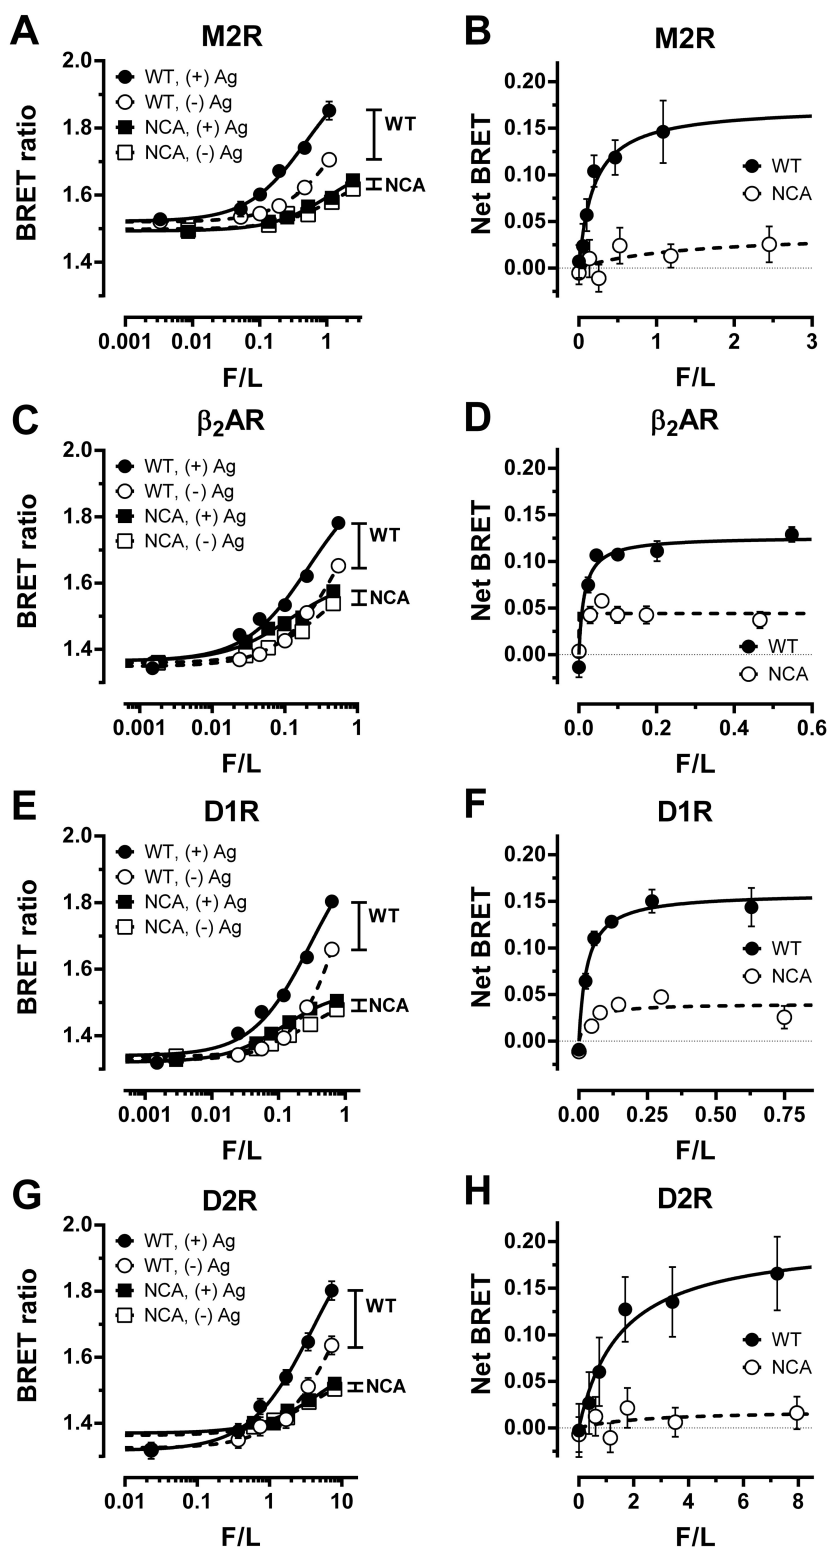 A
M2R
2.0
1.8
1.6
1.4
BRET ratio
WT, (+) Ag
WT, (-) Ag
NCA, (+) Ag
NCA, (-) Ag
WT
NCA
0.001 0.01 0.1 1
F/L
B
M2R
0.20
0.15
0.10
0.05
0.00
Net BRET
WT
NCA
0 1 2 3
F/L
C
β2AR
2.0
1.8
1.6
1.4
BRET ratio
WT, (+) Ag
WT, (-) Ag
NCA, (+) Ag
NCA, (-) Ag
WT
NCA
0.001 0.01 0.1 1
F/L
D
β2AR
0.20
0.15
0.10
0.05
0.00
Net BRET
WT
NCA
0.0 0.2 0.4 0.6
F/L
E
D1R
2.0
1.8
1.6
1.4
BRET ratio
WT, (+) Ag
WT, (-) Ag
NCA, (+) Ag
NCA, (-) Ag
WT
NCA
0.001 0.01 0.1 1
F/L
F
D1R
0.20
0.15
0.10
0.05
0.00
Net BRET
WT
NCA
0.00 0.25 0.50 0.75
F/L
G
D2R
2.0
1.8
1.6
1.4
BRET ratio
WT, (+) Ag
WT, (-) Ag
NCA, (+) Ag
NCA, (-) Ag
WT
NCA
0.01 0.1 1 10
F/L
H
D2R
0.20
0.15
0.10
0.05
0.00
Net BRET
WT
NCA
0 2 4 6 8
F/L